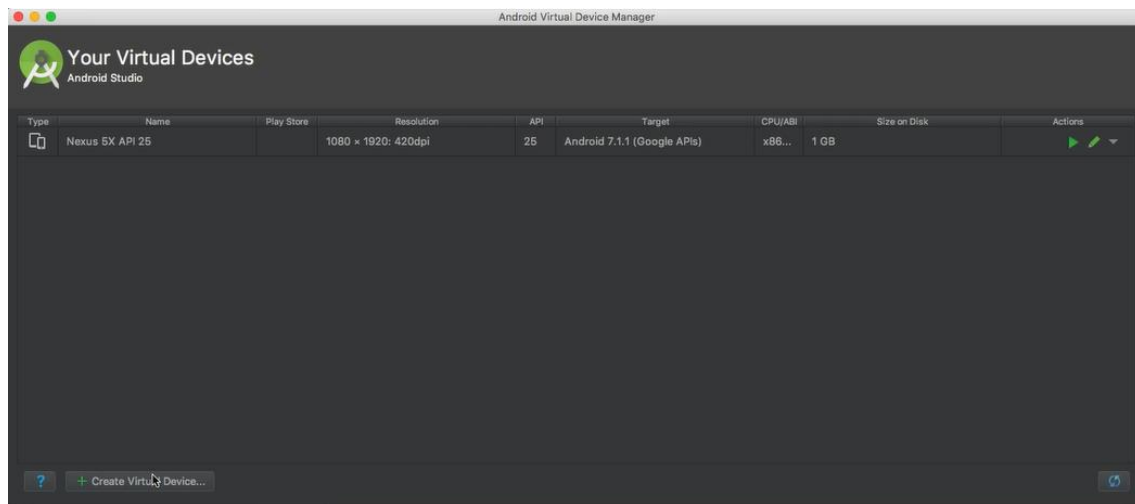 Android Virtual Device Manager
Your Virtual Devices
Android Studio
Type Name Play Store Resolution API Target CPU/ABI Size on Disk Actions
Nexus 5X API 25 1080 × 1920: 420dpi 25 Android 7.1.1 (Google APIs) x86... 1 GB
? + Create Virtual Device...